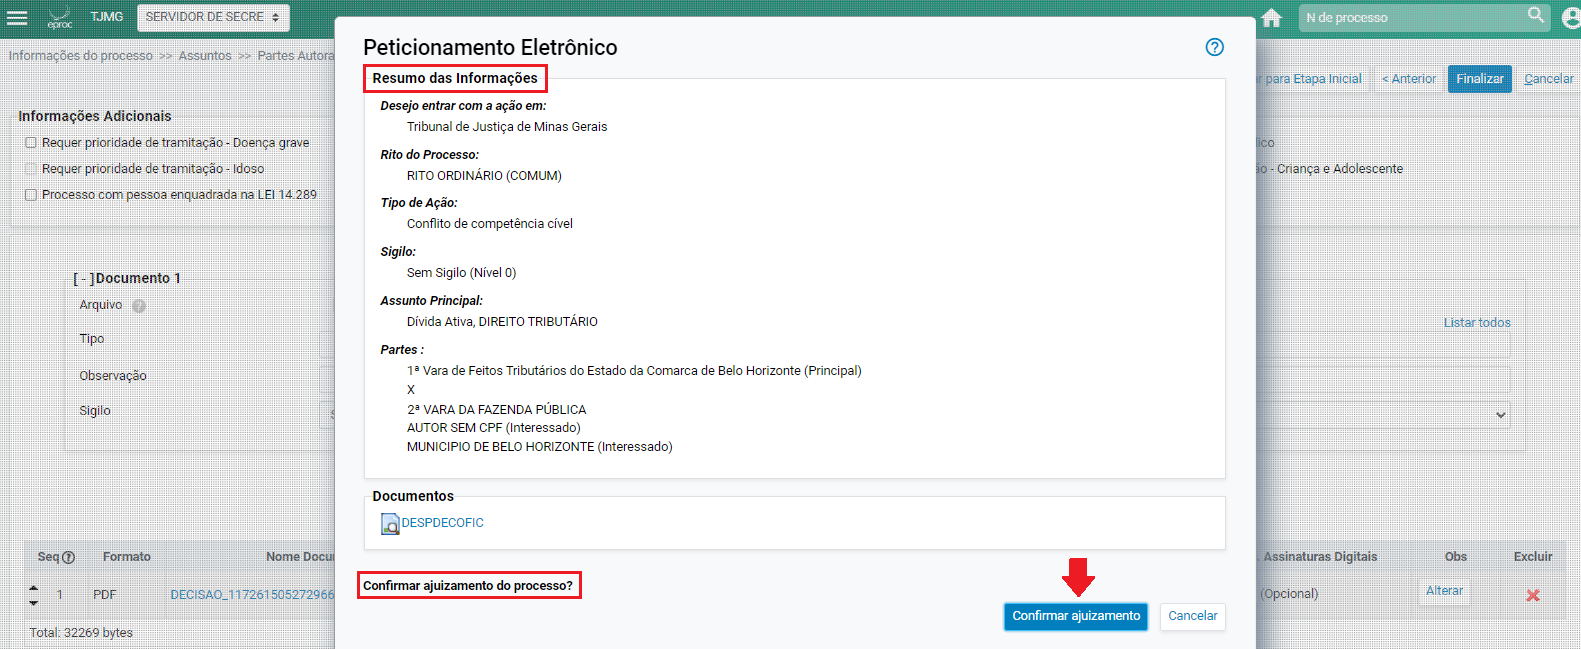 eproc
TJMG
SERVIDOR DE SECRE
N de processo
Informações do processo >> Assuntos >> Partes Autora
para Etapa Inicial
< Anterior
Finalizar
Cancelar
Informações Adicionais
Requer prioridade de tramitação - Doença grave
Requer prioridade de tramitação - Idoso
Processo com pessoa enquadrada na LEI 14.289
- Criança e Adolescente
[ - ] Documento 1
Arquivo ?
Tipo
Observação
Sigilo
Listar todos
Peticionamento Eletrônico
?
Resumo das Informações
Desejo entrar com a ação em:
Tribunal de Justiça de Minas Gerais
Rito do Processo:
RITO ORDINÁRIO (COMUM)
Tipo de Ação:
Conflito de competência cível
Sigilo:
Sem Sigilo (Nível 0)
Assunto Principal:
Dívida Ativa, DIREITO TRIBUTÁRIO
Partes :
1ª Vara de Feitos Tributários do Estado da Comarca de Belo Horizonte (Principal)
X
2ª VARA DA FAZENDA PÚBLICA
AUTOR SEM CPF (Interessado)
MUNICIPIO DE BELO HORIZONTE (Interessado)
Documentos
DESPDECOFIC
Confirmar ajuizamento do processo?
Confirmar ajuizamento
Cancelar
Seq ?
Formato
Nome Docu
Assinaturas Digitais
Obs
Excluir
1
PDF
DECISAO_117261505272966
(Opcional)
Alterar
Total: 32269 bytes